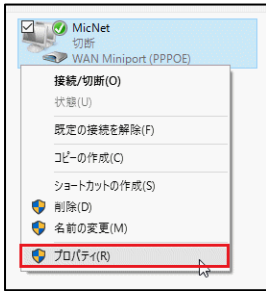 MicNet
切断
WAN Miniport (PPPOE)
接続/切断(O)
状態(U)
既定の接続を解除(F)
コピーの作成(C)
ショートカットの作成(S)
削除(D)
名前の変更(M)
プロパティ(R)